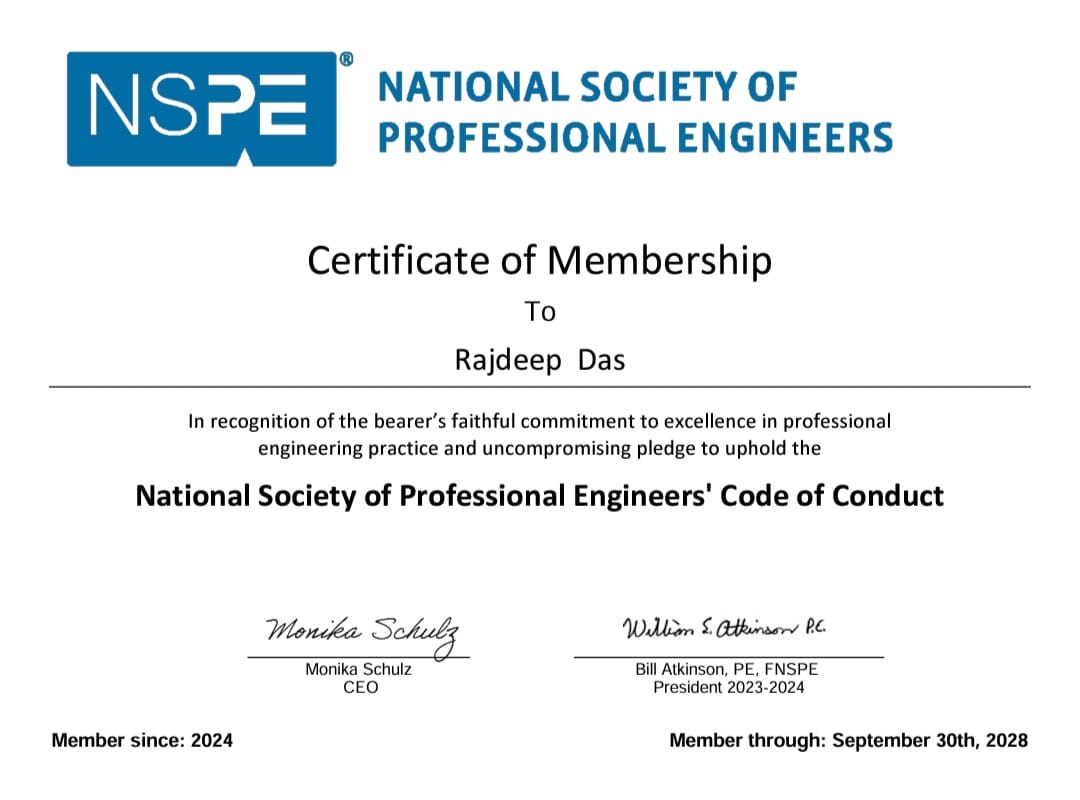 NSPE®
NATIONAL SOCIETY OF
PROFESSIONAL ENGINEERS
Certificate of Membership
To
Rajdeep Das
In recognition of the bearer’s faithful commitment to excellence in professional
engineering practice and uncompromising pledge to uphold the
National Society of Professional Engineers' Code of Conduct
Monika Schulz
William S. Atkinson P.E.
Monika Schulz
CEO
Bill Atkinson, PE, FNSPE
President 2023-2024
Member since: 2024
Member through: September 30th, 2028